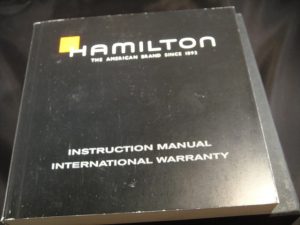 HAMILTON
THE AMERICAN BRAND SINCE 1892
INSTRUCTION MANUAL
INTERNATIONAL WARRANTY